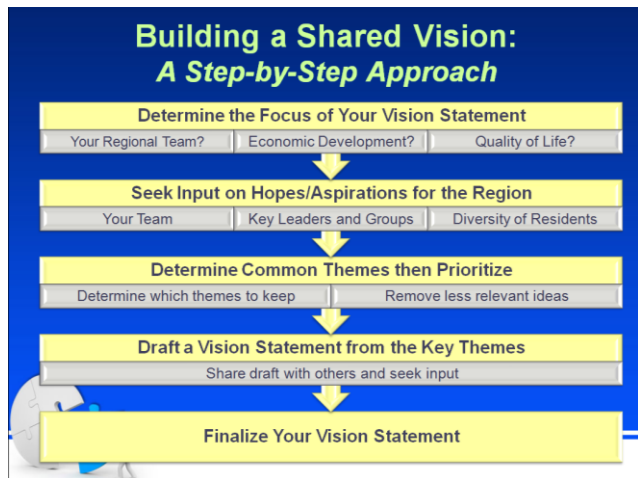 Building a Shared Vision:
A Step-by-Step Approach
Determine the Focus of Your Vision Statement
Your Regional Team?
Economic Development?
Quality of Life?
Seek Input on Hopes/Aspirations for the Region
Your Team
Key Leaders and Groups
Diversity of Residents
Determine Common Themes then Prioritize
Determine which themes to keep
Remove less relevant ideas
Draft a Vision Statement from the Key Themes
Share draft with others and seek input
Finalize Your Vision Statement